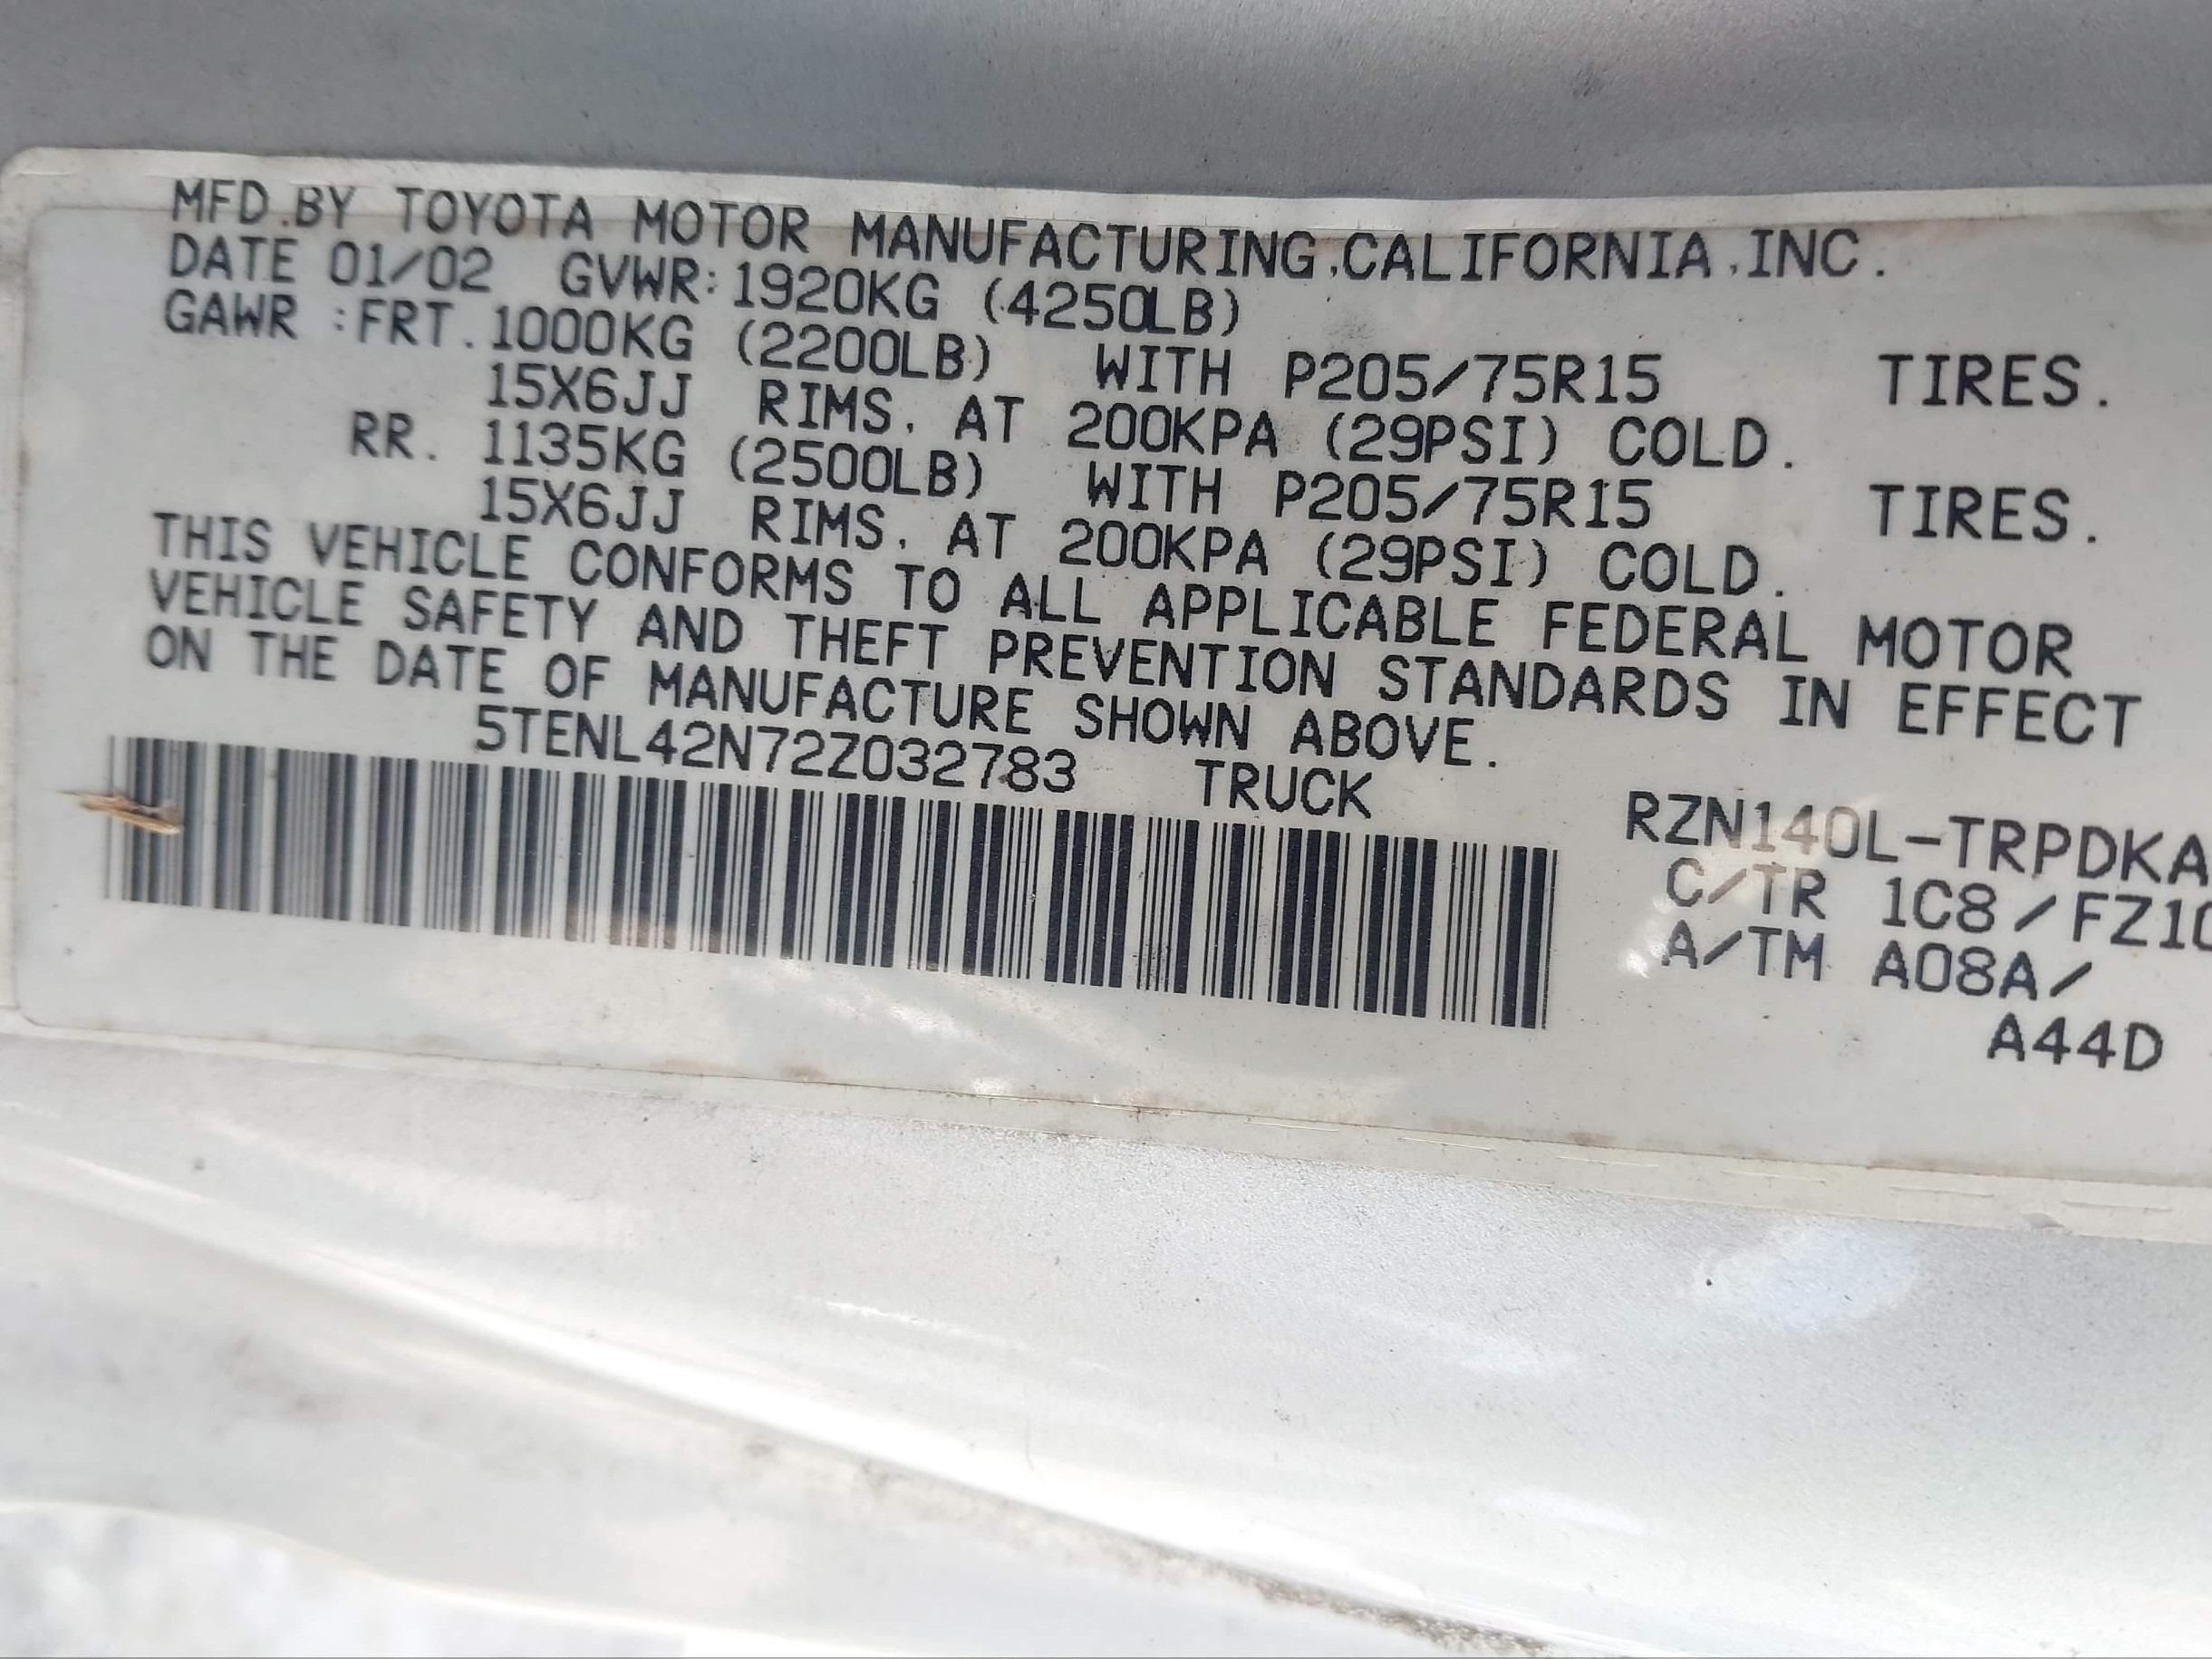 MFD.BY TOYOTA MOTOR MANUFACTURING,CALIFORNIA,INC.
DATE 01/02 GVWR:1920KG (4250LB)
GAWR :FRT.1000KG (2200LB) WITH P205/75R15 TIRES.
15X6JJ RIMS, AT 200KPA (29PSI) COLD.
RR. 1135KG (2500LB) WITH P205/75R15 TIRES.
15X6JJ RIMS, AT 200KPA (29PSI) COLD.
THIS VEHICLE CONFORMS TO ALL APPLICABLE FEDERAL MOTOR
VEHICLE SAFETY AND THEFT PREVENTION STANDARDS IN EFFECT
ON THE DATE OF MANUFACTURE SHOWN ABOVE.
5TENL42N72Z032783 TRUCK
RZN140L-TRPDKA
C/TR 1C8/FZ10
A/TM A08A/
A44D